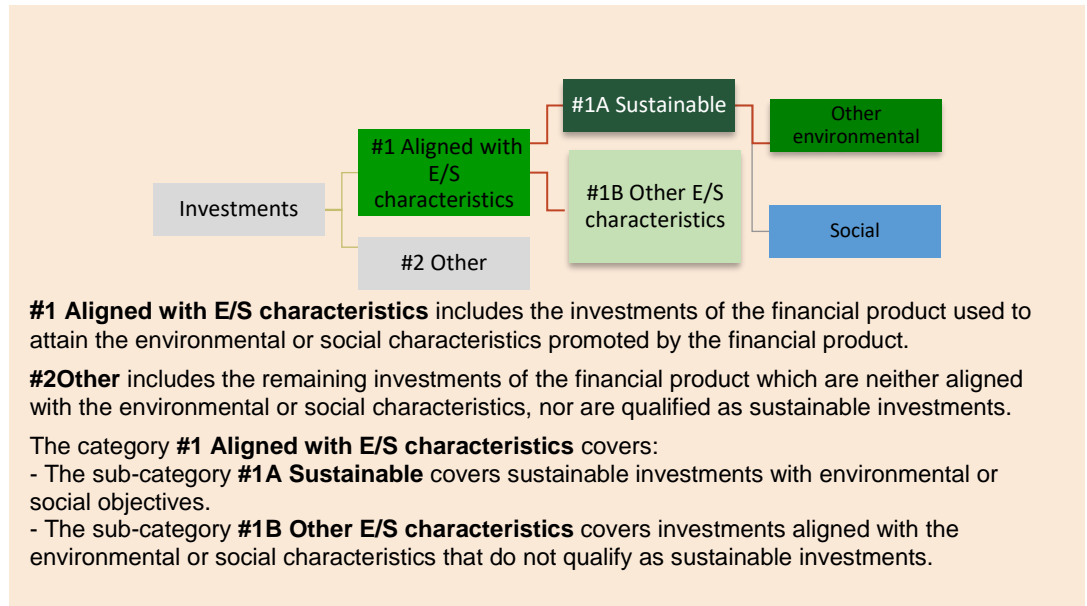 #1A Sustainable
Other
environmental
#1 Aligned with
E/S
characteristics
#1B Other E/S
characteristics
Investments
Social
#2 Other
#1 Aligned with E/S characteristics includes the investments of the financial product used to
attain the environmental or social characteristics promoted by the financial product.
#2Other includes the remaining investments of the financial product which are neither aligned
with the environmental or social characteristics, nor are qualified as sustainable investments.
The category #1 Aligned with E/S characteristics covers:
- The sub-category #1A Sustainable covers sustainable investments with environmental or
social objectives.
- The sub-category #1B Other E/S characteristics covers investments aligned with the
environmental or social characteristics that do not qualify as sustainable investments.